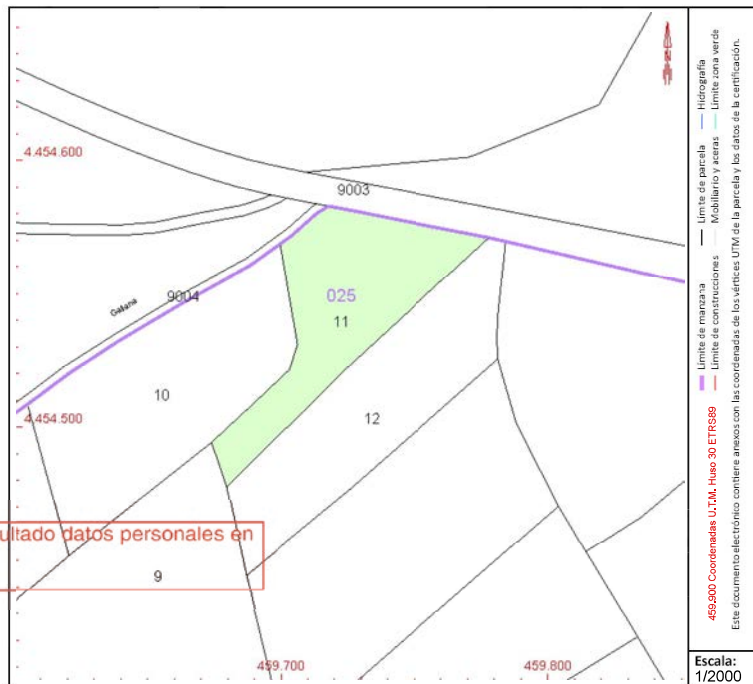 N
4.454.600
9003
9004
Galiana
025
11
10
12
4.454.500
ultado datos personales en
9
459.700
459.800
Límite de manzana
Límite de parcela
Hidrografía
Límite de construcciones
Mobiliario y aceras
Límite zona verde
459.900 Coordenadas U.T.M. Huso 30 ETRS89
Este documento electrónico contiene anexos con las coordenadas de los vértices UTM de la parcela y los datos de la certificación.
Escala:
1/2000